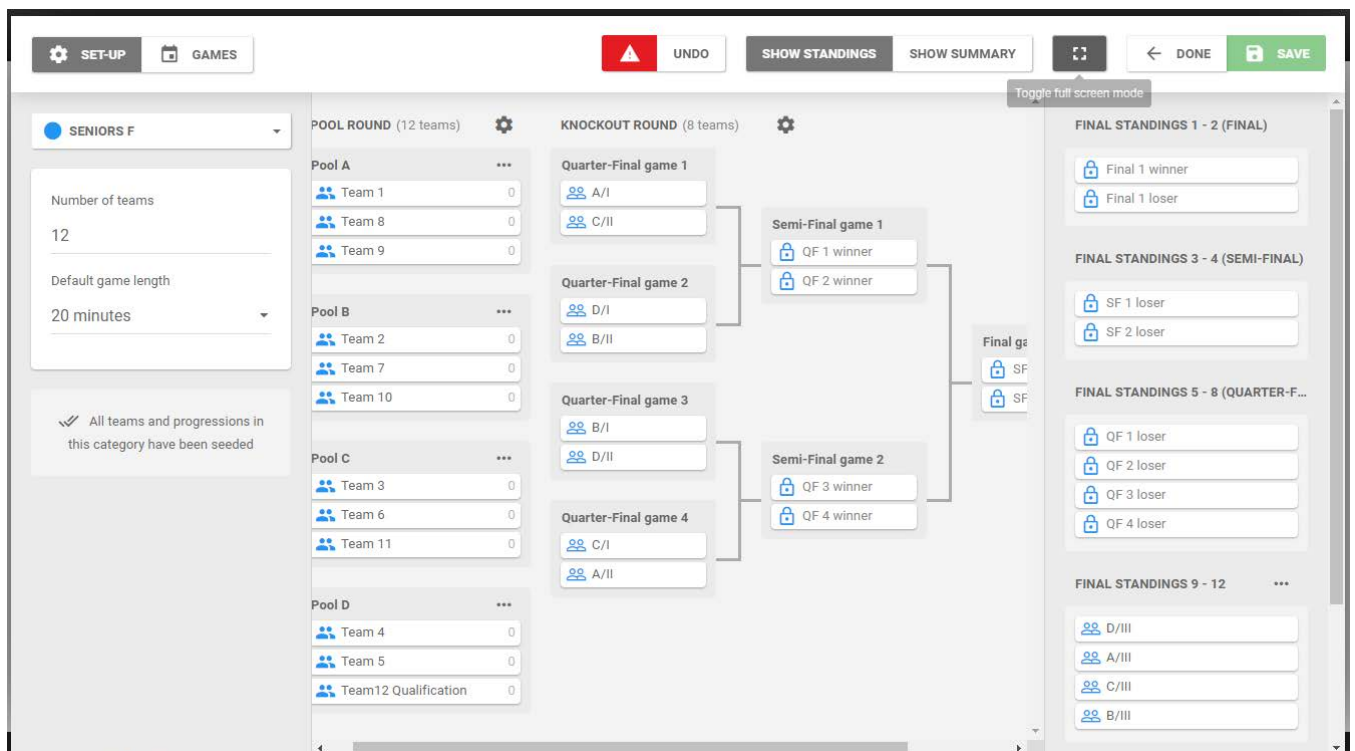 SET-UP
GAMES
UNDO
SHOW STANDINGS
SHOW SUMMARY
DONE
SAVE
Toggle full screen mode
SENIORS F
Number of teams
12
Default game length
20 minutes
All teams and progressions in
this category have been seeded
POOL ROUND (12 teams)
Pool A
Team 1 0
Team 8 0
Team 9 0
Pool B
Team 2 0
Team 7 0
Team 10 0
Pool C
Team 3 0
Team 6 0
Team 11 0
Pool D
Team 4 0
Team 5 0
Team12 Qualification 0
KNOCKOUT ROUND (8 teams)
Quarter-Final game 1
A/I
C/II
Quarter-Final game 2
D/I
B/II
Quarter-Final game 3
B/I
D/II
Quarter-Final game 4
C/I
A/II
Semi-Final game 1
QF 1 winner
QF 2 winner
Semi-Final game 2
QF 3 winner
QF 4 winner
Final ga
SF
SF
FINAL STANDINGS 1 - 2 (FINAL)
Final 1 winner
Final 1 loser
FINAL STANDINGS 3 - 4 (SEMI-FINAL)
SF 1 loser
SF 2 loser
FINAL STANDINGS 5 - 8 (QUARTER-F...
QF 1 loser
QF 2 loser
QF 3 loser
QF 4 loser
FINAL STANDINGS 9 - 12
D/III
A/III
C/III
B/III